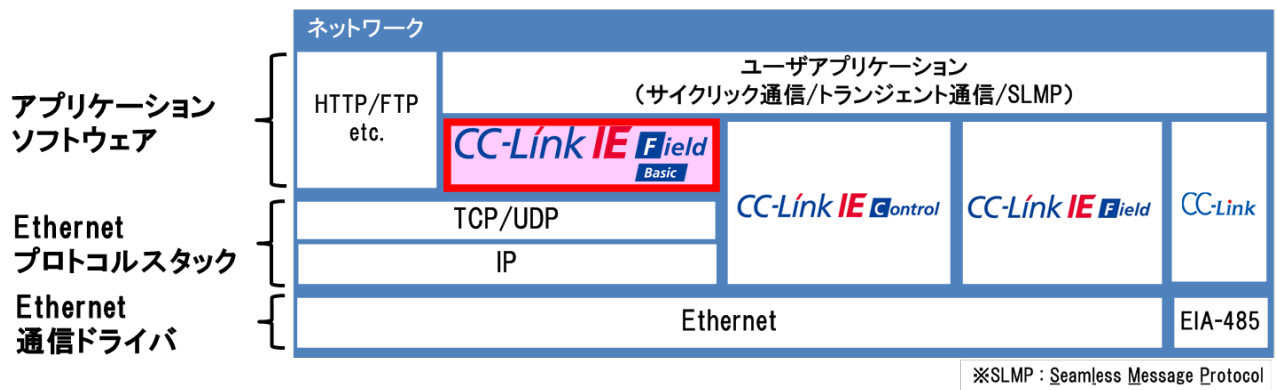 ネットワーク
アプリケーション
ソフトウェア
HTTP/FTP
etc.
ユーザアプリケーション
(サイクリック通信/トランジェント通信/SLMP)
CC-Link IE Field
Basic
CC-Link IE Control
CC-Link IE Field
CC-Link
Ethernet
プロトコルスタック
TCP/UDP
IP
Ethernet
通信ドライバ
Ethernet
EIA-485
※SLMP : Seamless Message Protocol